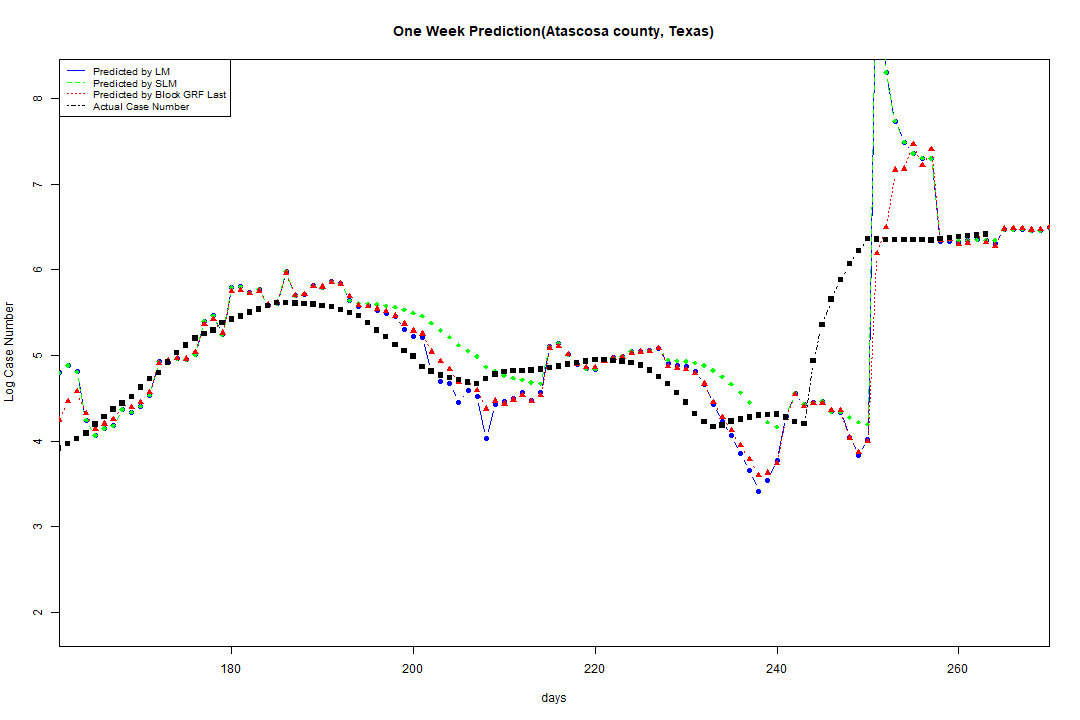 One Week Prediction(Atascosa county, Texas)
Predicted by LM
Predicted by SLM
Predicted by Block GRF Last
Actual Case Number
Log Case Number
8
7
6
5
4
3
2
180 200 220 240 260
days